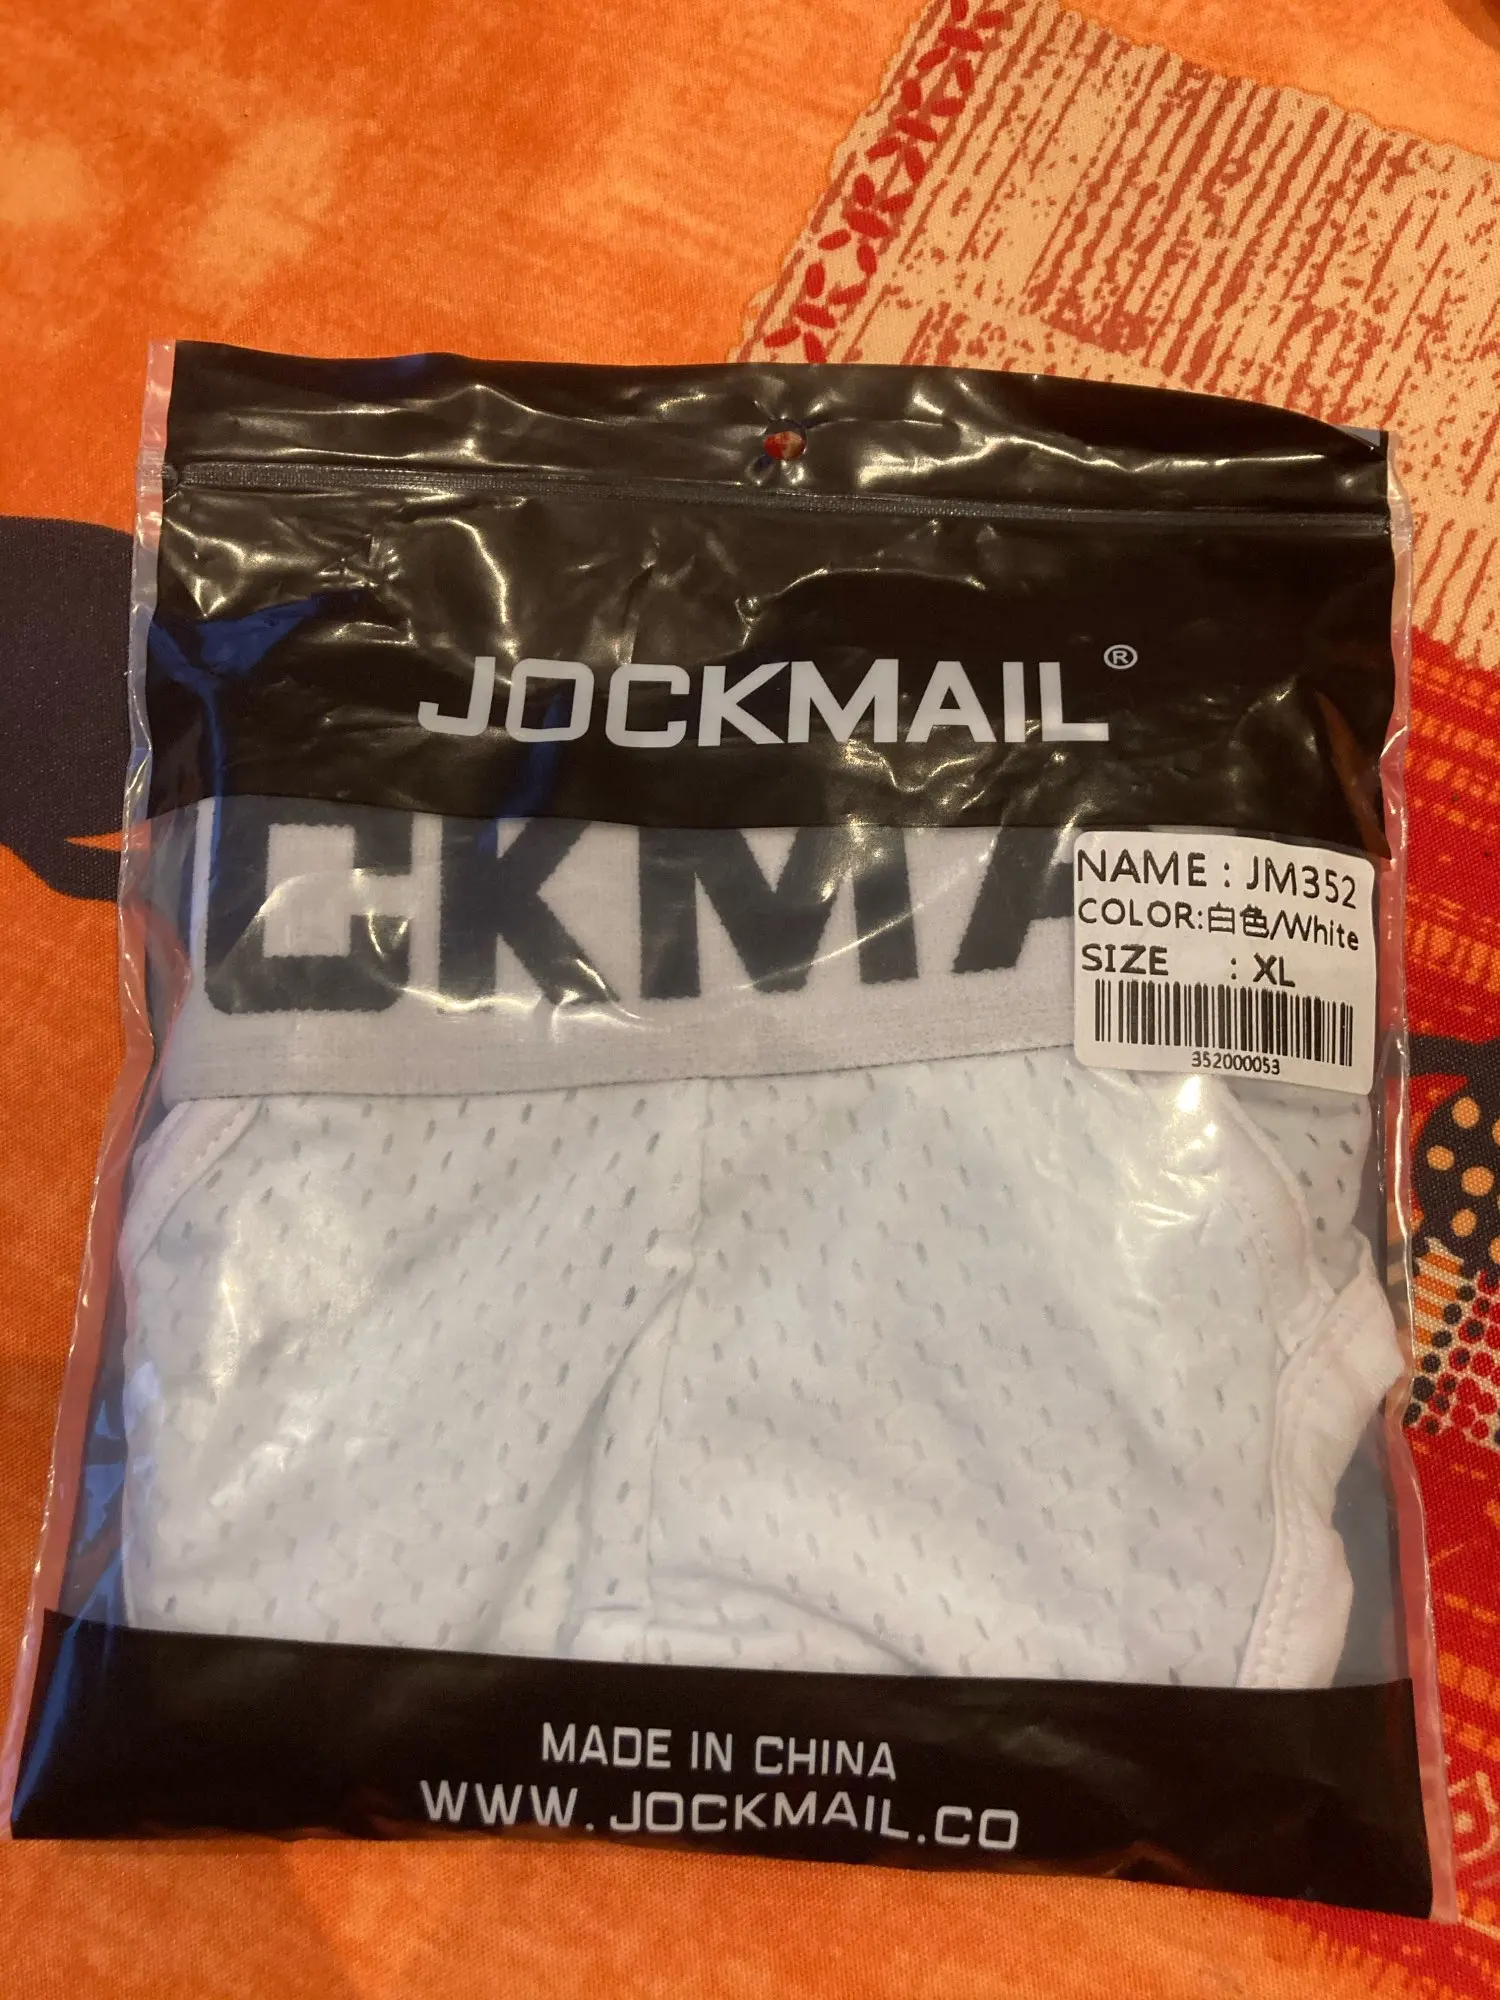 JOCKMAIL®
CKMA
NAME : JM352
COLOR:白色/White
SIZE : XL
352000053
MADE IN CHINA
WWW.JOCKMAIL.CO